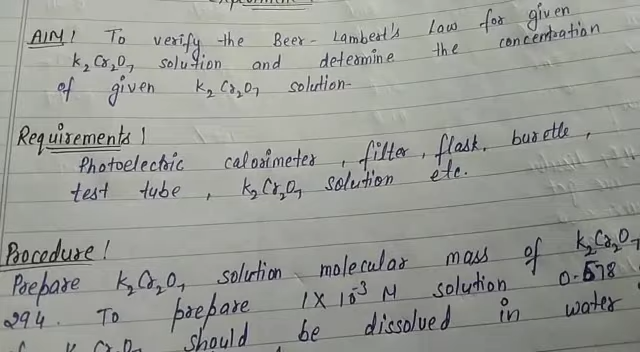 AIM! To verify the Beer-Lambert's Law for given
K₂Cr₂O₇ solution and determine the concentration
of given K₂Cr₂O₇ solution-
Requirements!
Photoelectric calorimeter, filter, flask, burette,
test tube, K₂Cr₂O₇ solution etc.
Procedure!
Prepare K₂Cr₂O₇ solution molecular mass of K₂Cr₂O₇
294. To prepare 1X10⁻³ M solution 0.578
K₂Cr₂O₇ should be dissolved in water